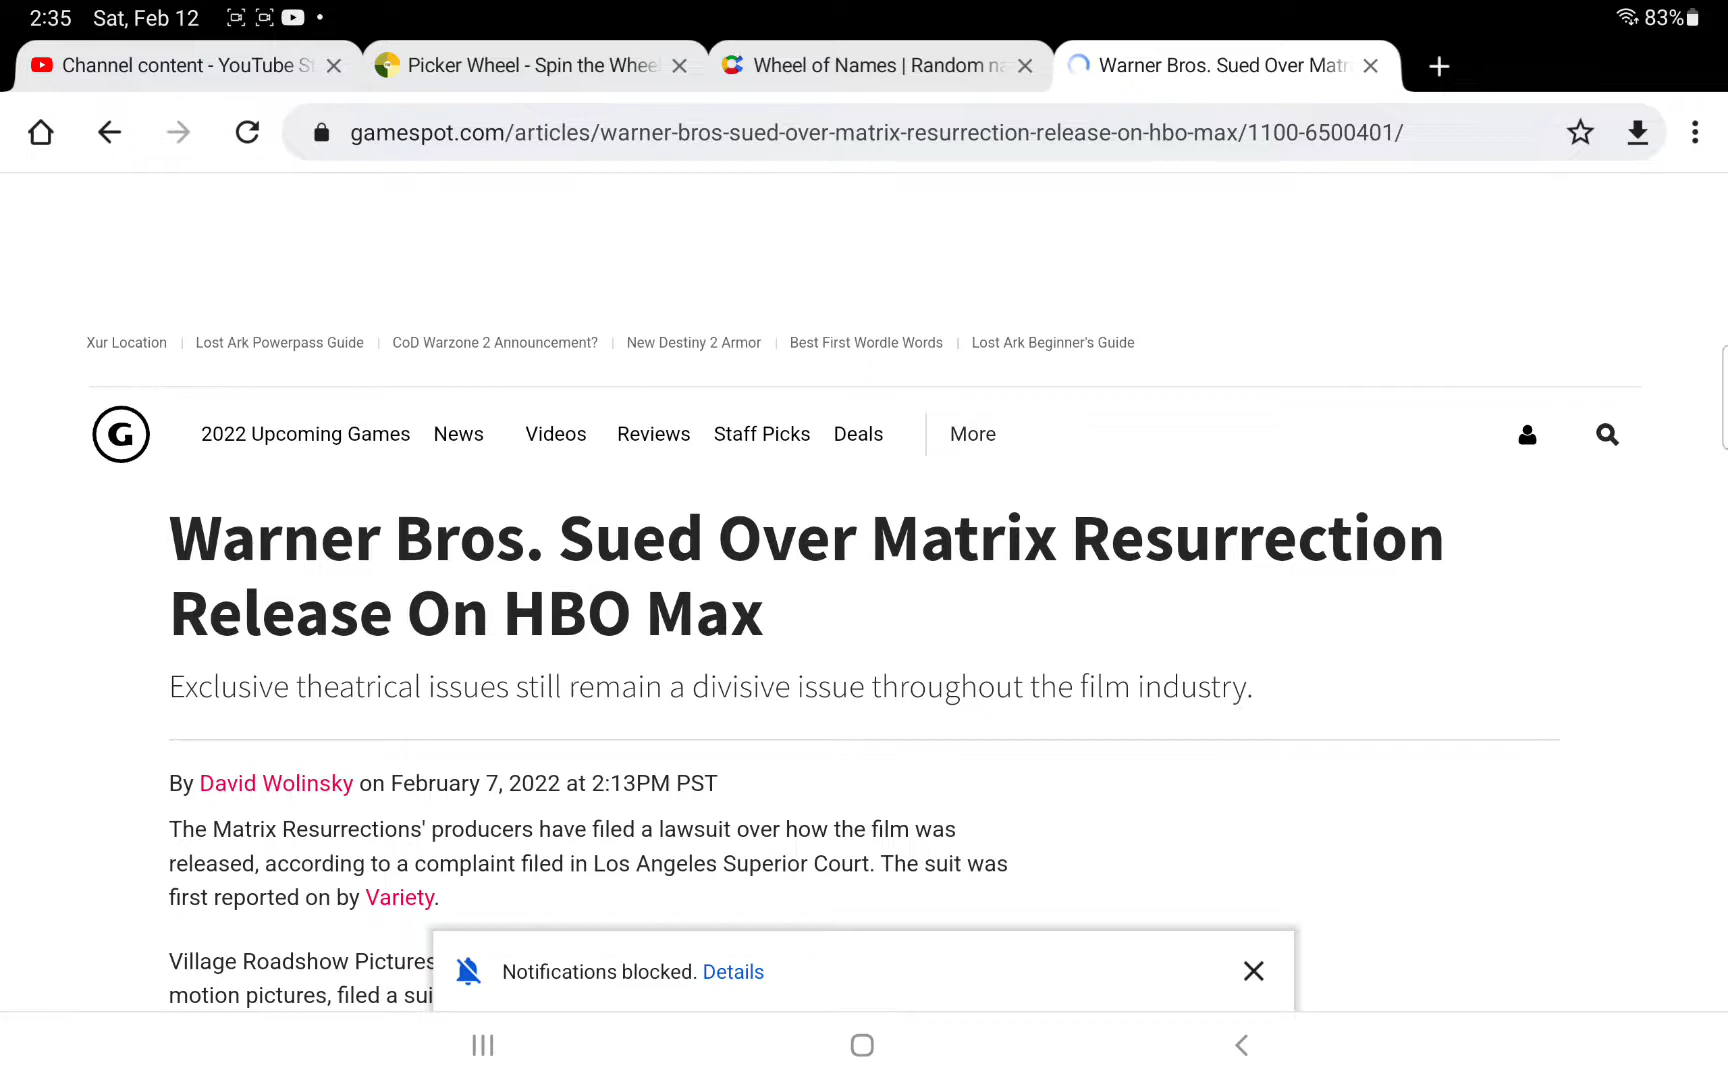 2:35 Sat, Feb 12 83%
Channel content - YouTube S Picker Wheel - Spin the Wheel Wheel of Names | Random na Warner Bros. Sued Over Matr
gamespot.com/articles/warner-bros-sued-over-matrix-resurrection-release-on-hbo-max/1100-6500401/
Xur Location | Lost Ark Powerpass Guide | CoD Warzone 2 Announcement? | New Destiny 2 Armor | Best First Wordle Words | Lost Ark Beginner's Guide
G 2022 Upcoming Games News Videos Reviews Staff Picks Deals More
Warner Bros. Sued Over Matrix Resurrection
Release On HBO Max
Exclusive theatrical issues still remain a divisive issue throughout the film industry.
By David Wolinsky on February 7, 2022 at 2:13PM PST
The Matrix Resurrections' producers have filed a lawsuit over how the film was
released, according to a complaint filed in Los Angeles Superior Court. The suit was
first reported on by Variety.
Village Roadshow Pictures
motion pictures, filed a sui
Notifications blocked. Details